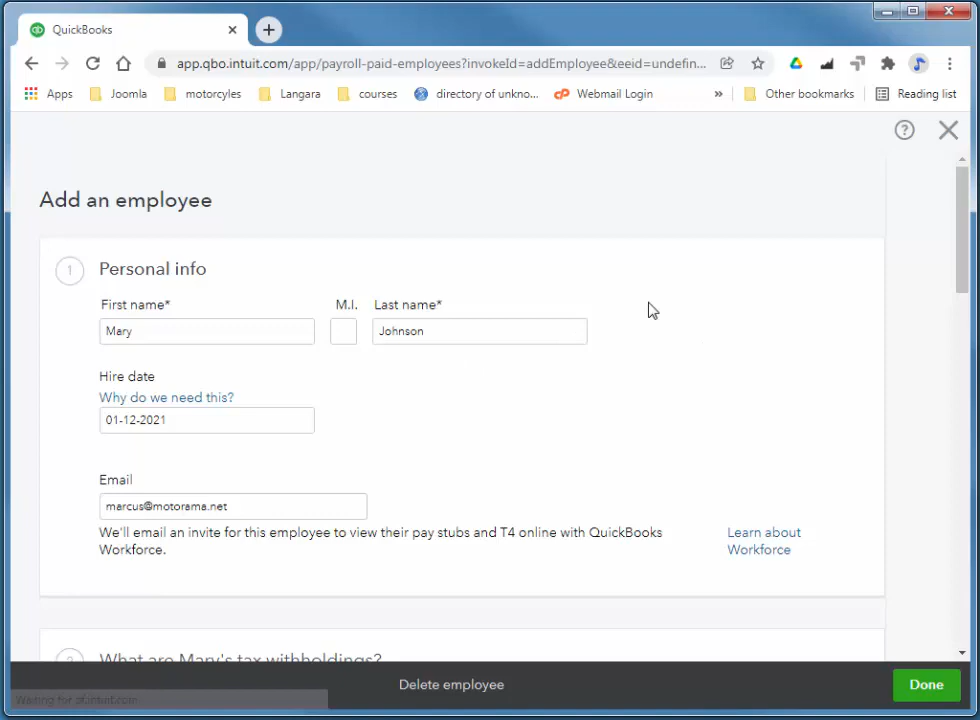 QuickBooks
app.qbo.intuit.com/app/payroll-paid-employees?invokeId=addEmployee&eeid=undefin...
Apps Joomla motorcyles Langara courses directory of unkno... cP Webmail Login » Other bookmarks Reading list
Add an employee
1 Personal info
First name* M.I. Last name*
Mary Johnson
Hire date
Why do we need this?
01-12-2021
Email
marcus@motorama.net
We'll email an invite for this employee to view their pay stubs and T4 online with QuickBooks Learn about
Workforce. Workforce
2 What are Mary's tax withholdings?
Delete employee Done